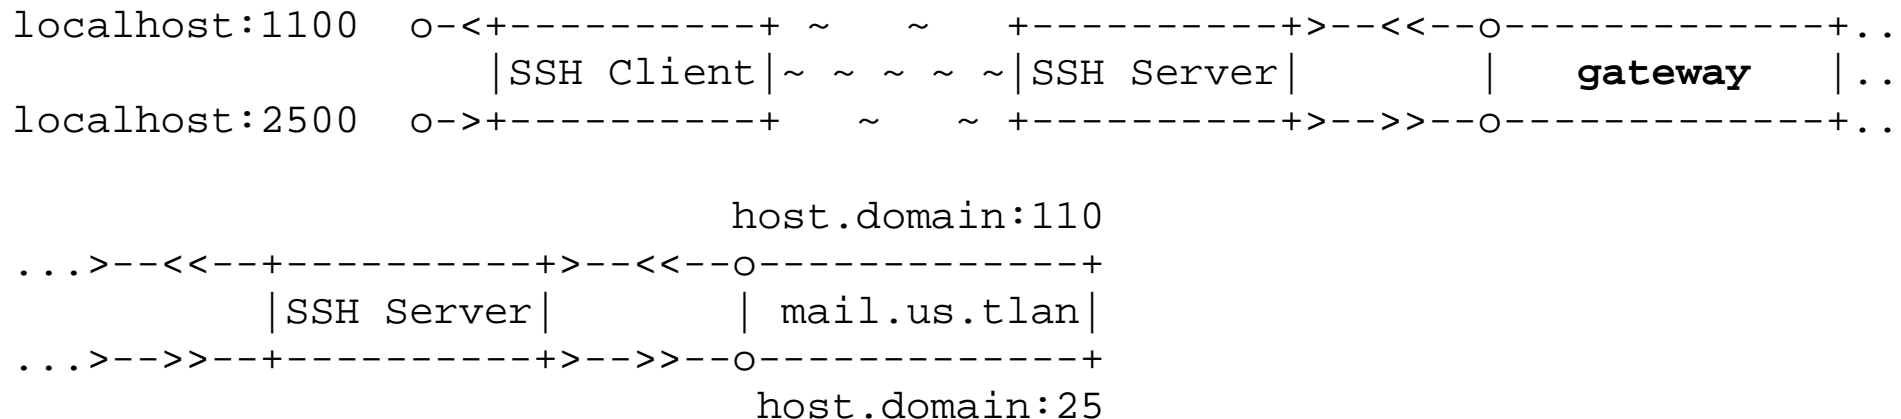 localhost:1100  o-<+----------+ ~   ~   +----------+>--<<--o-------------+..
                   |SSH Client|~ ~ ~ ~ ~|SSH Server|       |   gateway   |..
localhost:2500  o->+----------+   ~   ~ +----------+>-->>--o-------------+..
                             host.domain:110
...>--<<--+----------+>--<<--o-------------+
          |SSH Server|       | mail.us.tlan|
...>-->>--+----------+>-->>--o-------------+
                              host.domain:25